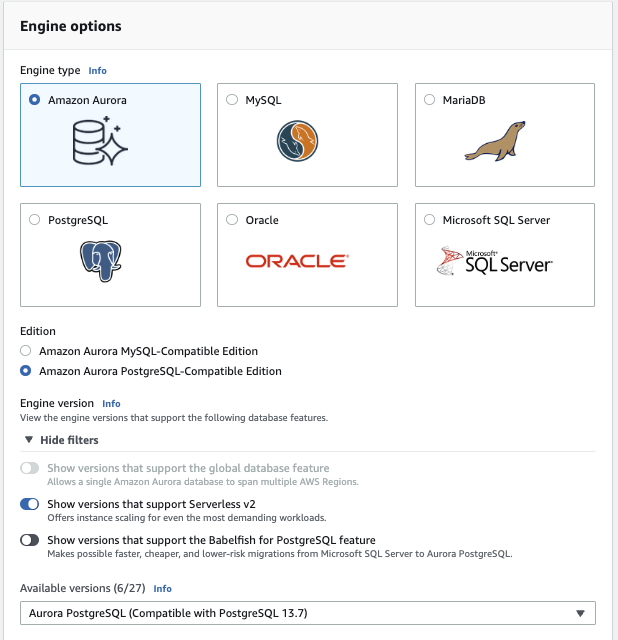 Engine options
Engine type Info
Amazon Aurora
MySQL
MariaDB
PostgreSQL
Oracle
Microsoft SQL Server
ORACLE
Microsoft
SQL Server
Edition
Amazon Aurora MySQL-Compatible Edition
Amazon Aurora PostgreSQL-Compatible Edition
Engine version Info
View the engine versions that support the following database features.
Hide filters
Show versions that support the global database feature
Allows a single Amazon Aurora database to span multiple AWS Regions.
Show versions that support Serverless v2
Offers instance scaling for even the most demanding workloads.
Show versions that support the Babelfish for PostgreSQL feature
Makes possible faster, cheaper, and lower-risk migrations from Microsoft SQL Server to Aurora PostgreSQL.
Available versions (6/27) Info
Aurora PostgreSQL (Compatible with PostgreSQL 13.7)